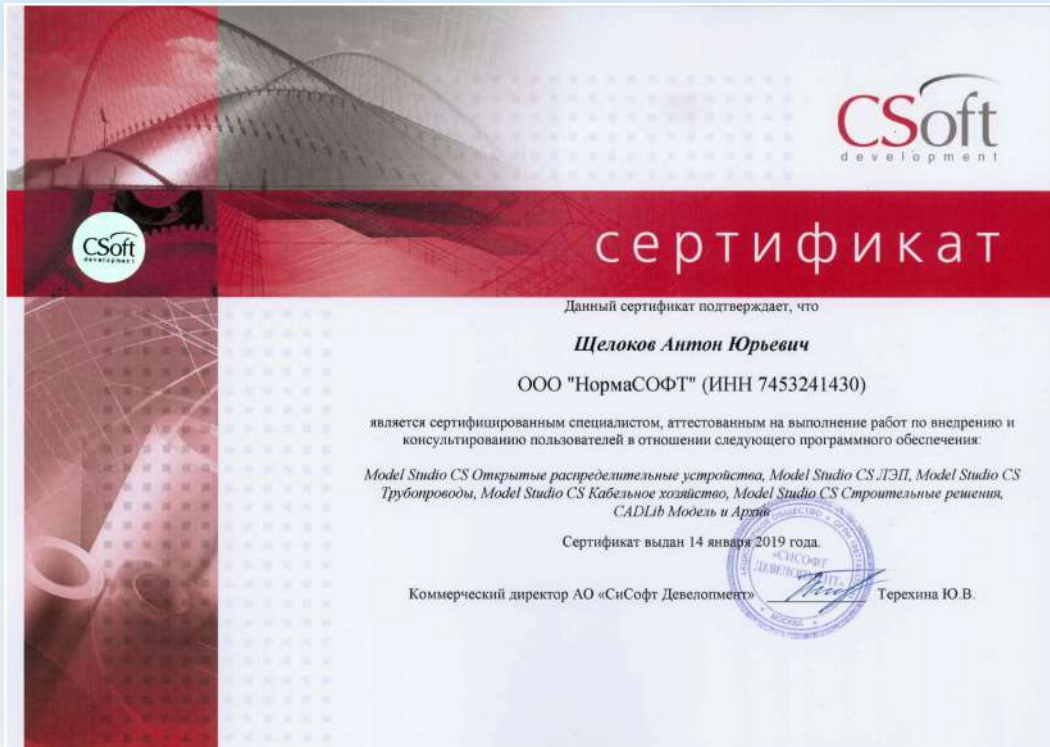 CSoft
development
CSoft
development
сертификат
Данный сертификат подтверждает, что
Щелоков Антон Юрьевич
ООО "НормаСОФТ" (ИНН 7453241430)
является сертифицированным специалистом, аттестованным на выполнение работ по внедрению и
консультированию пользователей в отношении следующего программного обеспечения:
Model Studio CS Открытые распределительные устройства, Model Studio CS ЛЭП, Model Studio CS
Трубопроводы, Model Studio CS Кабельное хозяйство, Model Studio CS Строительные решения,
CADLib Модель и Архив
Сертификат выдан 14 января 2019 года.
«СИСОФТ
ДЕВЕЛОПМЕНТ»
МОСКВА
Коммерческий директор АО «СиСофт Девелопмент» Терехина Ю.В.